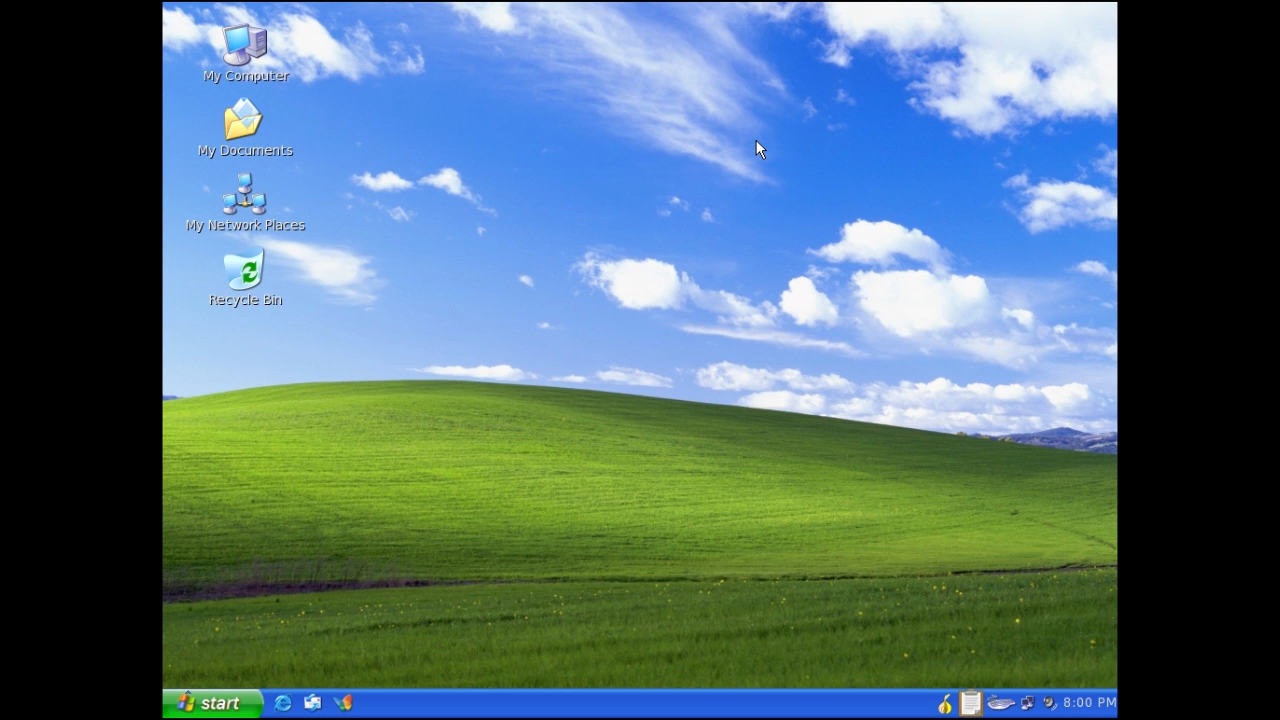 My Computer
My Documents
My Network Places
Recycle Bin
start
8:00 PM